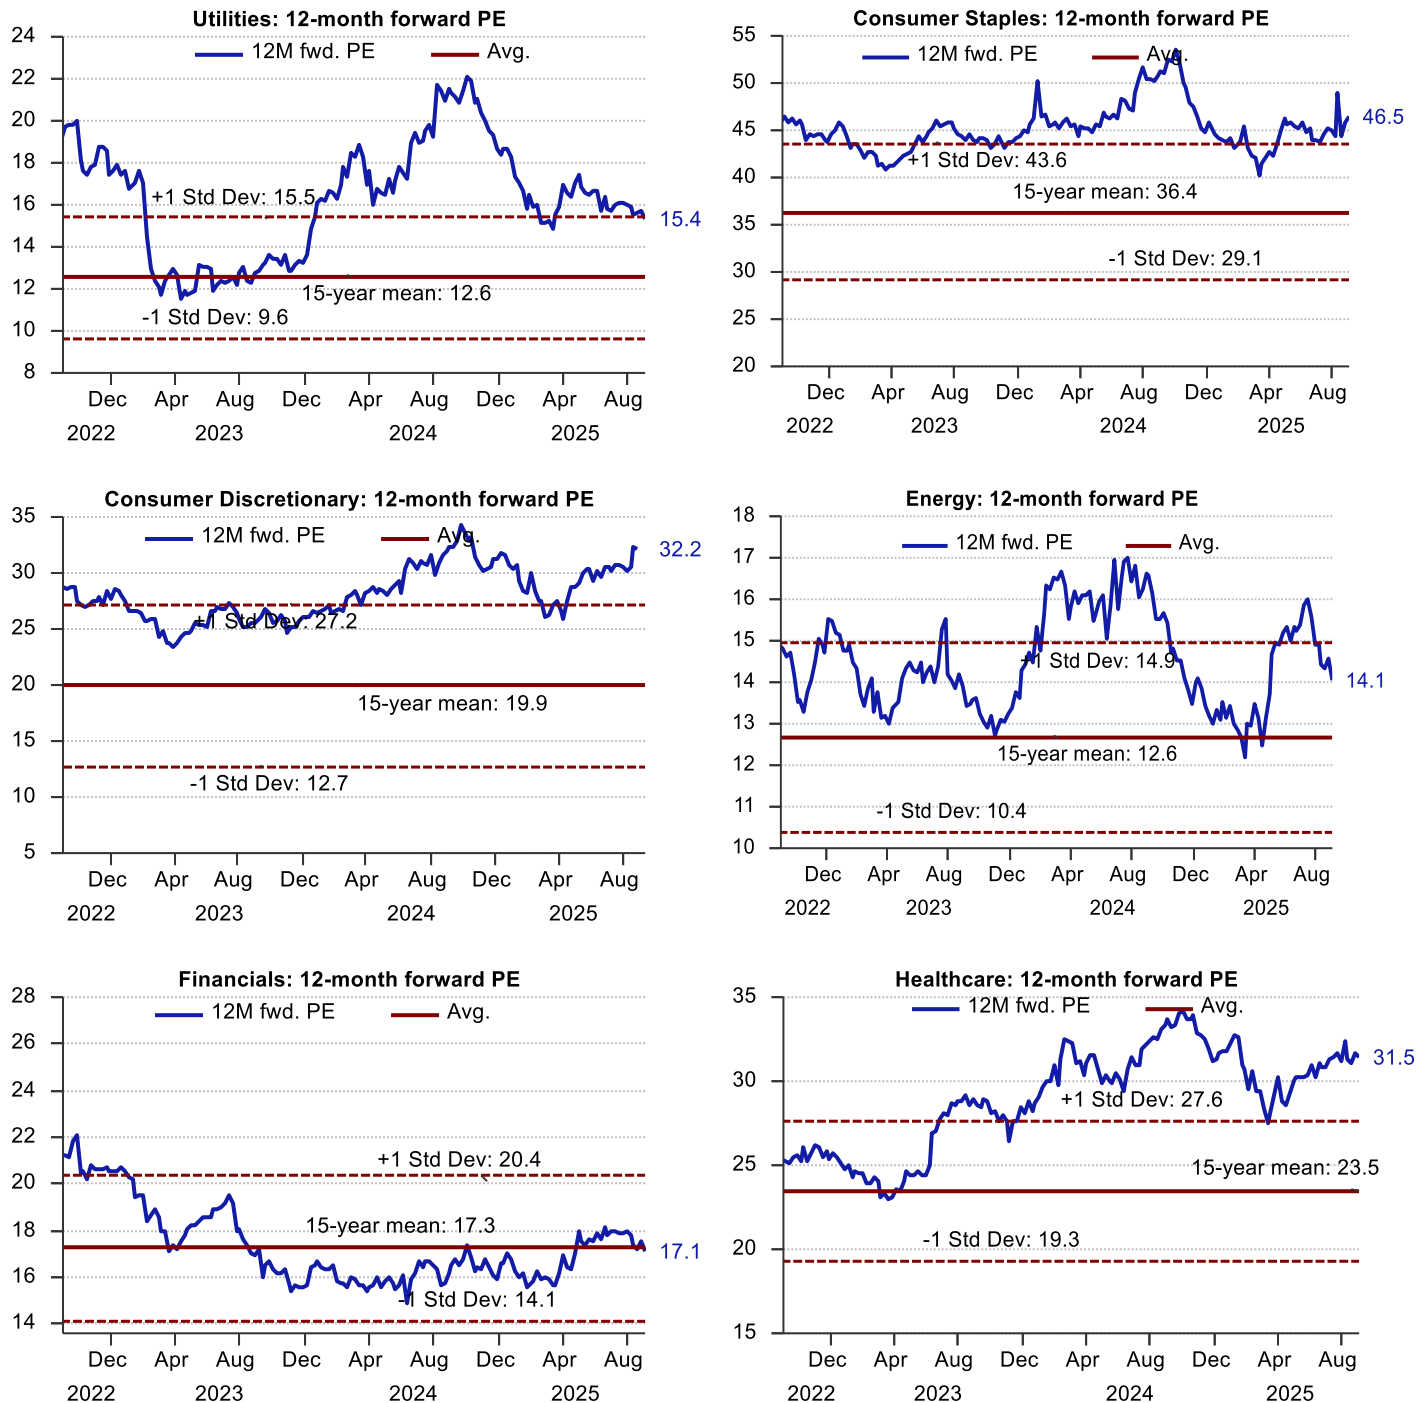 Utilities: 12-month forward PE
12M fwd. PE
Avg.
24
22
20
18
16
14
12
10
8
+1 Std Dev: 15.5
15.4
15-year mean: 12.6
-1 Std Dev: 9.6
Dec Apr Aug Dec Apr Aug Dec Apr Aug
2022 2023 2024 2025
Consumer Staples: 12-month forward PE
12M fwd. PE
Avg.
55
50
45
40
35
30
25
20
46.5
+1 Std Dev: 43.6
15-year mean: 36.4
-1 Std Dev: 29.1
Dec Apr Aug Dec Apr Aug Dec Apr Aug
2022 2023 2024 2025
Consumer Discretionary: 12-month forward PE
12M fwd. PE
Avg.
35
30
25
20
15
10
5
32.2
+1 Std Dev: 27.2
15-year mean: 19.9
-1 Std Dev: 12.7
Dec Apr Aug Dec Apr Aug Dec Apr Aug
2022 2023 2024 2025
Energy: 12-month forward PE
12M fwd. PE
Avg.
18
17
16
15
14
13
12
11
10
+1 Std Dev: 14.9
14.1
15-year mean: 12.6
-1 Std Dev: 10.4
Dec Apr Aug Dec Apr Aug Dec Apr Aug
2022 2023 2024 2025
Financials: 12-month forward PE
12M fwd. PE
Avg.
28
26
24
22
20
18
16
14
+1 Std Dev: 20.4
15-year mean: 17.3
17.1
-1 Std Dev: 14.1
Dec Apr Aug Dec Apr Aug Dec Apr Aug
2022 2023 2024 2025
Healthcare: 12-month forward PE
12M fwd. PE
Avg.
35
30
25
20
15
31.5
+1 Std Dev: 27.6
15-year mean: 23.5
-1 Std Dev: 19.3
Dec Apr Aug Dec Apr Aug Dec Apr Aug
2022 2023 2024 2025